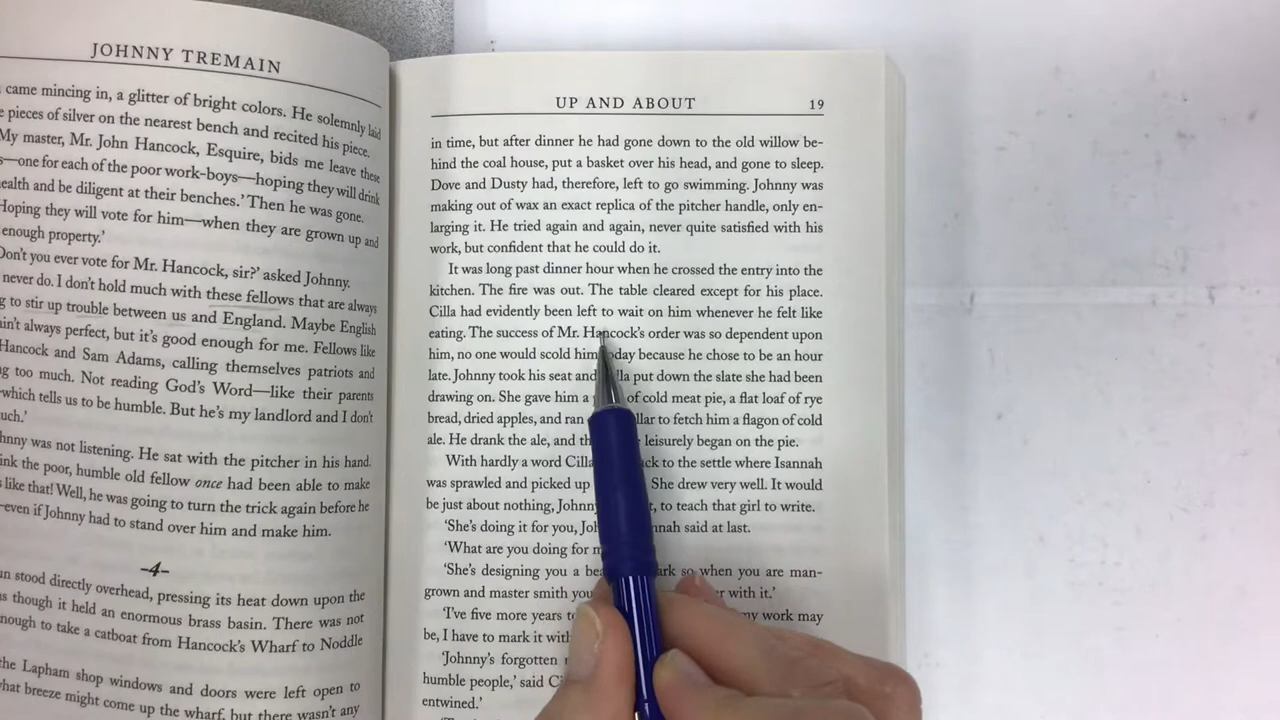 JOHNNY TREMAIN
came mincing in, a glitter of bright colors. He solemnly laid
pieces of silver on the nearest bench and recited his piece.
My master, Mr. John Hancock, Esquire, bids me leave these
—one for each of the poor work-boys—hoping they will drink
ealth and be diligent at their benches.' Then he was gone.
Hoping they will vote for him—when they are grown up and
enough property.'
Don't you ever vote for Mr. Hancock, sir?' asked Johnny.
never do. I don't hold much with these fellows that are always
g to stir up trouble between us and England. Maybe English
ain't always perfect, but it's good enough for me. Fellows like
Hancock and Sam Adams, calling themselves patriots and
g too much. Not reading God's Word—like their parents
which tells us to be humble. But he's my landlord and I don't
uch.'
hnny was not listening. He sat with the pitcher in his hand.
ink the poor, humble old fellow once had been able to make
like that! Well, he was going to turn the trick again before he
—even if Johnny had to stand over him and make him.
-4-
un stood directly overhead, pressing its heat down upon the
as though it held an enormous brass basin. There was not
nough to take a catboat from Hancock's Wharf to Noddle
the Lapham shop windows and doors were left open to
what breeze might come up the wharf, but there wasn't any
UP AND ABOUT 19
in time, but after dinner he had gone down to the old willow be-
hind the coal house, put a basket over his head, and gone to sleep.
Dove and Dusty had, therefore, left to go swimming. Johnny was
making out of wax an exact replica of the pitcher handle, only en-
larging it. He tried again and again, never quite satisfied with his
work, but confident that he could do it.
It was long past dinner hour when he crossed the entry into the
kitchen. The fire was out. The table cleared except for his place.
Cilla had evidently been left to wait on him whenever he felt like
eating. The success of Mr. Hancock's order was so dependent upon
him, no one would scold him today because he chose to be an hour
late. Johnny took his seat and Cilla put down the slate she had been
drawing on. She gave him a of cold meat pie, a flat loaf of rye
bread, dried apples, and ran cellar to fetch him a flagon of cold
ale. He drank the ale, and leisurely began on the pie.
With hardly a word Cilla back to the settle where Isannah
was sprawled and picked up She drew very well. It would
be just about nothing, Johnny to teach that girl to write.
'She's doing it for you, Isannah said at last.
'What are you doing for
'She's designing you a so when you are man-
grown and master smith you with it.'
'I've five more years my work may
be, I have to mark it with
'Johnny's forgotten
humble people,' said
entwined.'